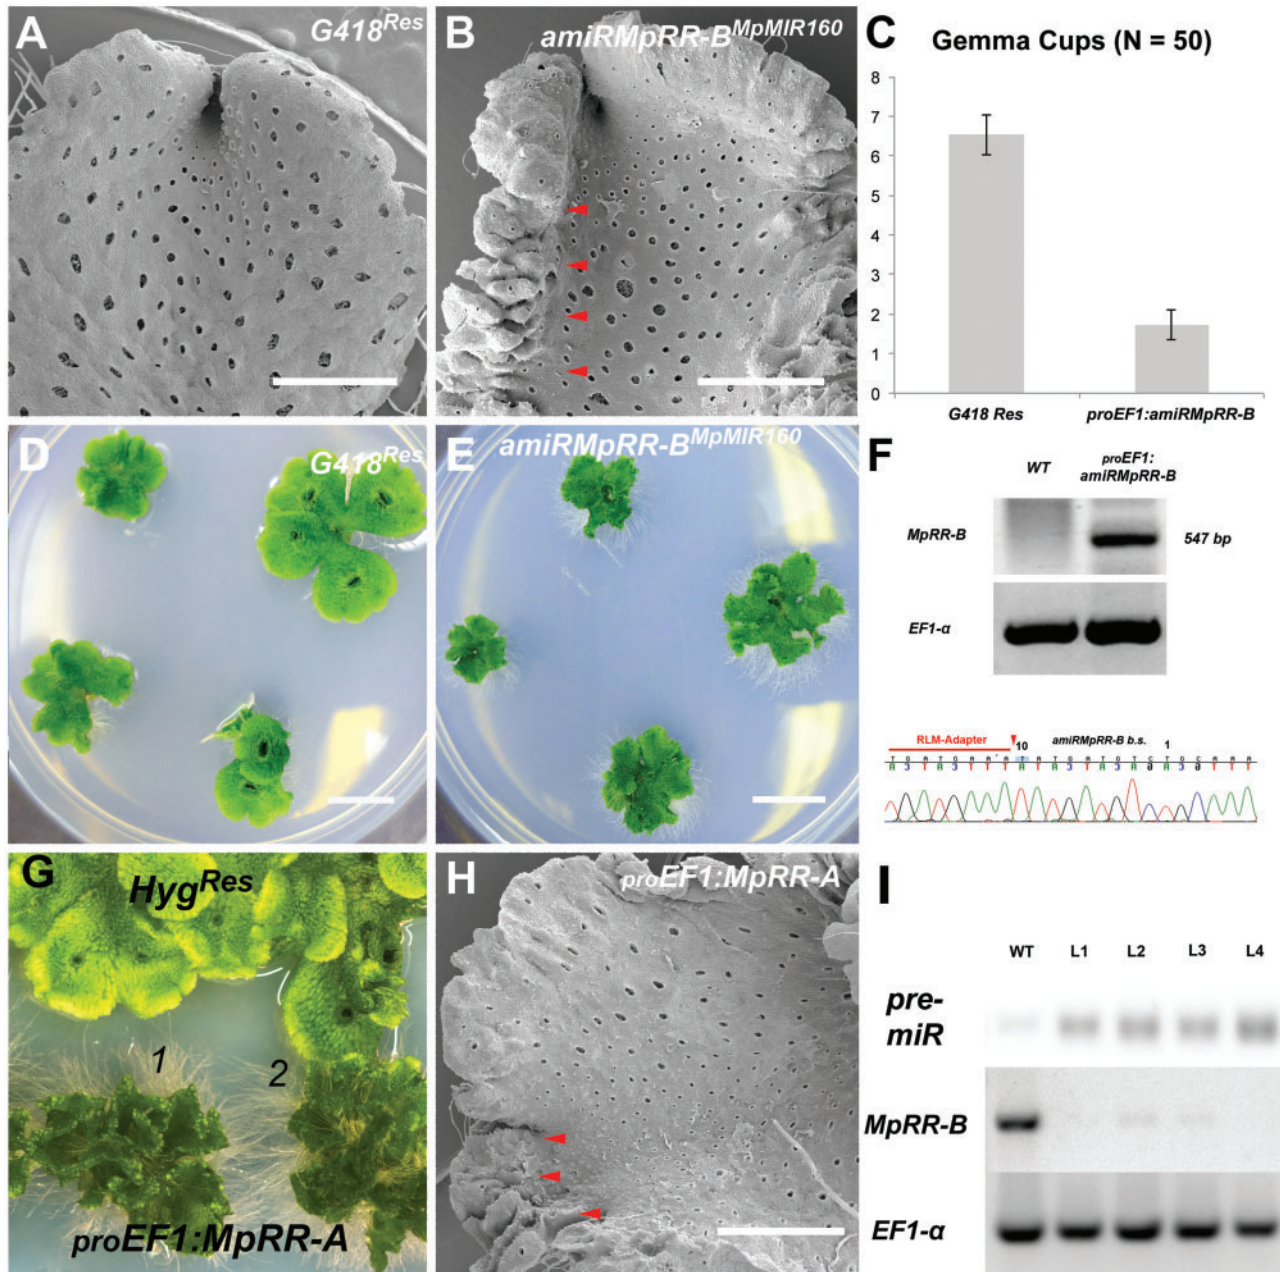 A
G418Res
B
amiRMpRR-BMpMIR160
C
Gemma Cups (N = 50)
8
7
6
5
4
3
2
1
0
G418 Res
proEF1:amiRMpRR-B
D
G418Res
E
amiRMpRR-BMpMIR160
F
WT
proEF1:
amiRMpRR-B
MpRR-B
547 bp
EF1-α
RLM-Adapter
10
amiRMpRR-B b.s.
1
G
HygRes
1
2
proEF1:MpRR-A
H
proEF1:MpRR-A
I
WT
L1
L2
L3
L4
pre-
miR
MpRR-B
EF1-α